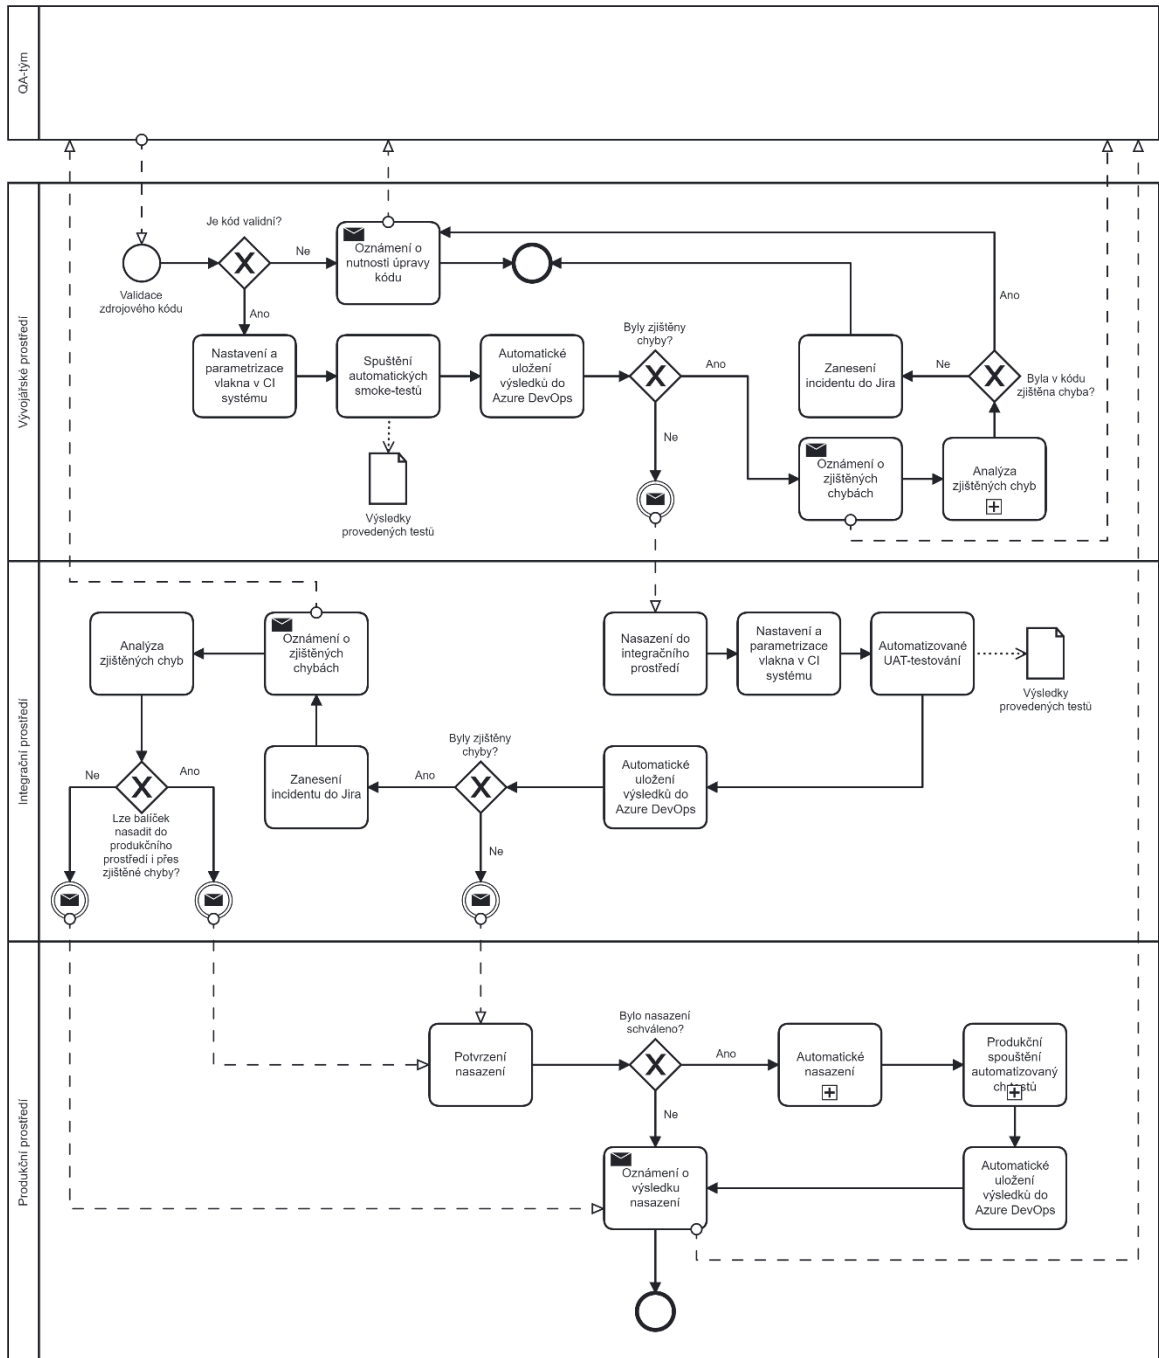 QA-tým
Vývojářské prostředí
Je kód validní?
Ne
Oznámení o
nutnosti úpravy
kódu
Validace
zdrojového kódu
Ano
Nastavení a
parametrizace
vlakna v CI
systému
Spuštění
automatických
smoke-testů
Automatické
uložení
výsledků do
Azure DevOps
Byly zjištěny
chyby?
Ano
Ne
Výsledky
provedených testů
Zanesení
incidentu do Jira
Ne
Ano
Byla v kódu
zjištěna chyba?
Oznámení o
zjištěných
chybách
Analýza
zjištěných chyb
Integrační prostředí
Analýza
zjištěných chyb
Oznámení o
zjištěných
chybách
Nasazení do
integračního
prostředí
Nastavení a
parametrizace
vlakna v CI
systému
Automatizované
UAT-testování
Výsledky
provedených testů
Ne
Ano
Lze balíček
nasadit do
produkčního
prostředí i přes
zjištěné chyby?
Zanesení
incidentu do Jira
Ano
Byly zjištěny
chyby?
Ne
Automatické
uložení
výsledků do
Azure DevOps
Produkční prostředí
Potvrzení
nasazení
Bylo nasazení
schváleno?
Ano
Ne
Automatické
nasazení
Produkční
spouštění
automatizovaný
ch testů
Oznámení o
výsledku
nasazení
Automatické
uložení
výsledků do
Azure DevOps